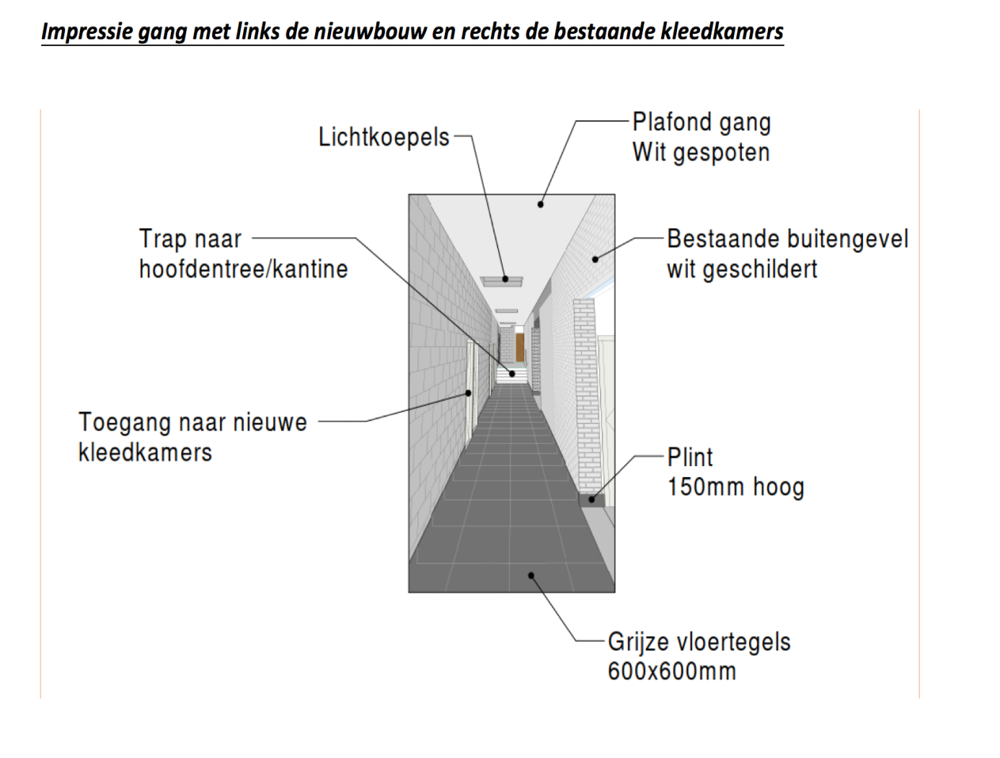 Impressie gang met links de nieuwbouw en rechts de bestaande kleedkamers
Lichtkoepels
Plafond gang
Wit gespoten
Trap naar
hoofdentree/kantine
Bestaande buitengevel
wit geschildert
Toegang naar nieuwe
kleedkamers
Plint
150mm hoog
Grijze vloertegels
600x600mm